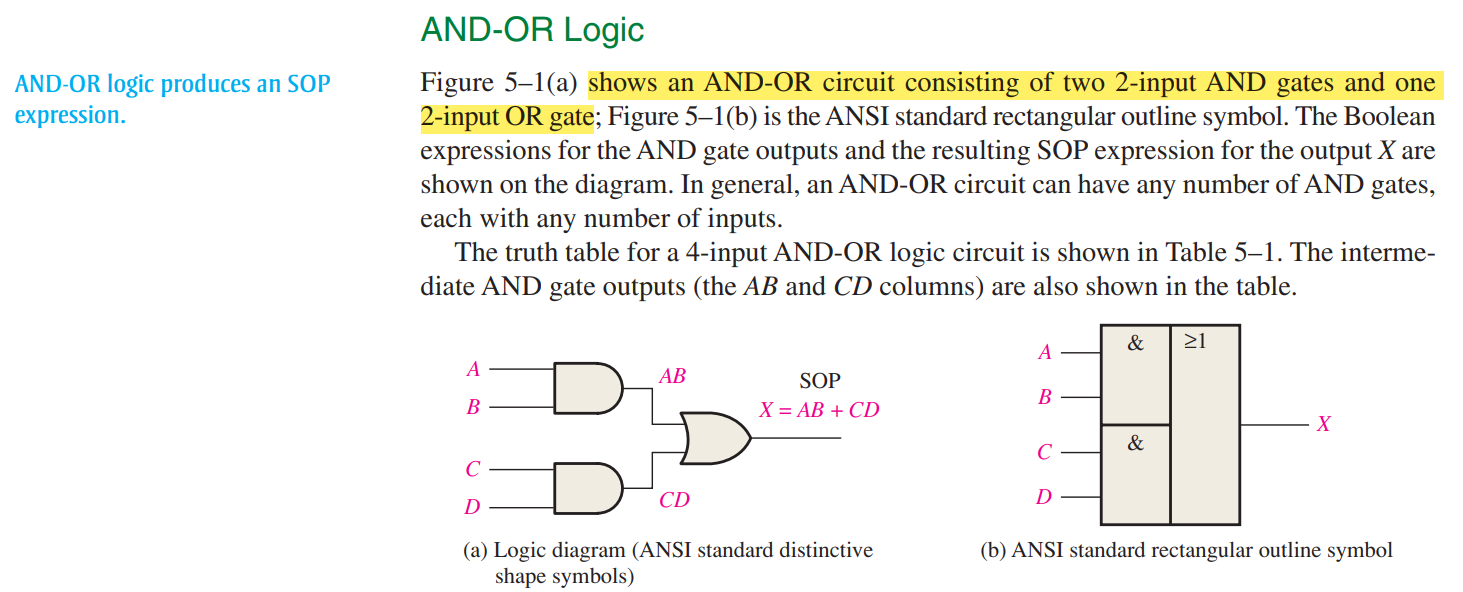 AND-OR Logic
AND-OR logic produces an SOP
expression.
Figure 5–1(a) shows an AND-OR circuit consisting of two 2-input AND gates and one
2-input OR gate; Figure 5–1(b) is the ANSI standard rectangular outline symbol. The Boolean
expressions for the AND gate outputs and the resulting SOP expression for the output X are
shown on the diagram. In general, an AND-OR circuit can have any number of AND gates,
each with any number of inputs.
The truth table for a 4-input AND-OR logic circuit is shown in Table 5–1. The interme-
diate AND gate outputs (the AB and CD columns) are also shown in the table.
A
B
C
D
AB
CD
SOP
X = AB + CD
(a) Logic diagram (ANSI standard distinctive
shape symbols)
A
B
C
D
&
&
≥1
X
(b) ANSI standard rectangular outline symbol